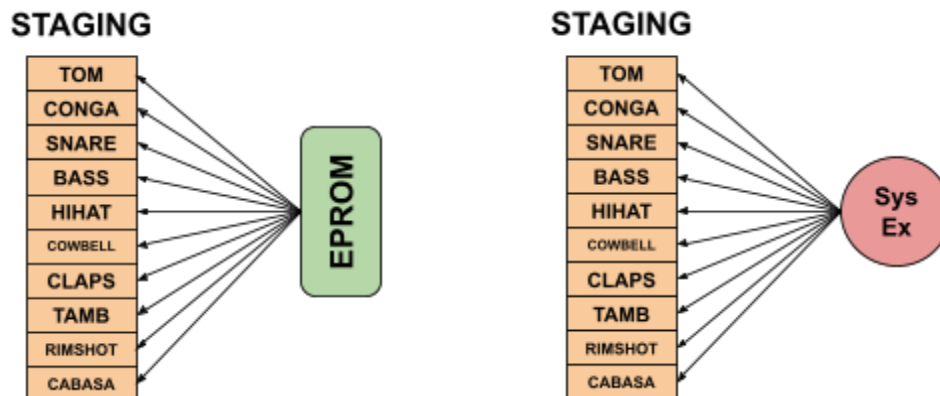 STAGING
TOM
CONGA
SNARE
BASS
HIHAT
COWBELL
CLAPS
TAMB
RIMSHOT
CABASA
EPROM
STAGING
TOM
CONGA
SNARE
BASS
HIHAT
COWBELL
CLAPS
TAMB
RIMSHOT
CABASA
Sys
Ex